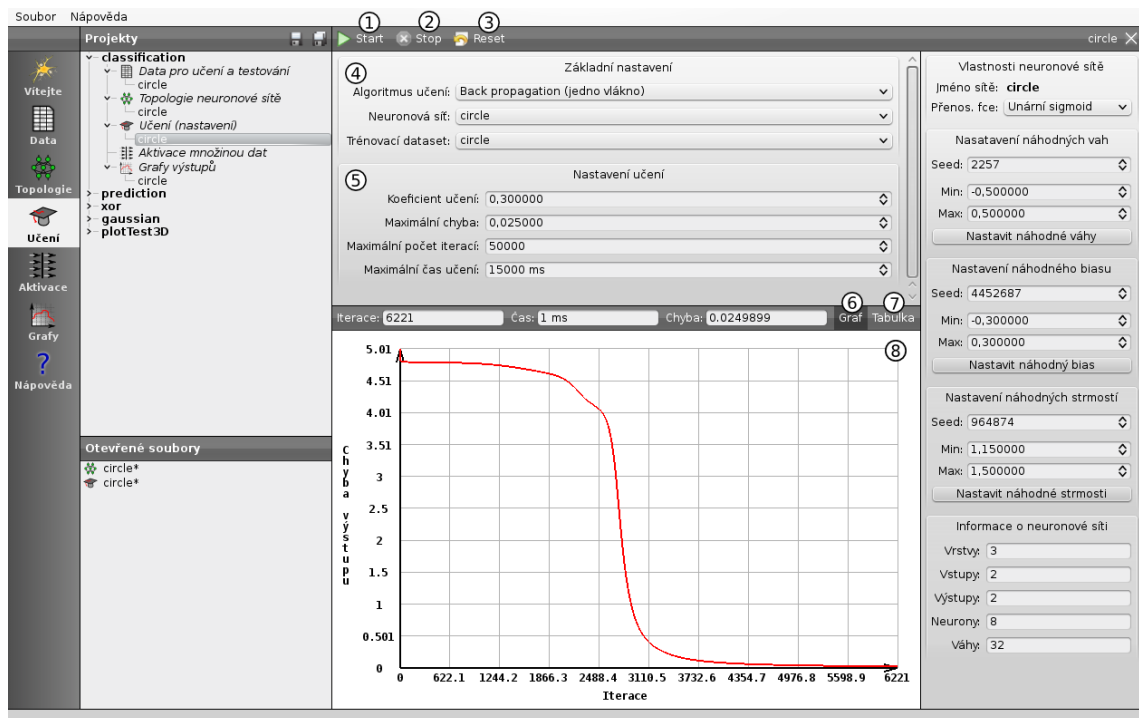 Soubor Nápověda
Projekty
① Start ② Stop ③ Reset
circle
Vítejte
Data
Topologie
Učení
Aktivace
Grafy
Nápověda
classification
Data pro učení a testování
circle
Topologie neuronové sítě
circle
Učení (nastavení)
circle
Aktivace množinou dat
Grafy výstupů
circle
prediction
xor
gaussian
plotTest3D
Otevřené soubory
circle*
circle*
④ Základní nastavení
Algoritmus učení: Back propagation (jedno vlákno)
Neuronová síť: circle
Trénovací dataset: circle
⑤ Nastavení učení
Koeficient učení: 0,300000
Maximální chyba: 0,025000
Maximální počet iterací: 50000
Maximální čas učení: 15000 ms
⑥ ⑦
Iterace: 6221 Čas: 1 ms Chyba: 0.0249899 Graf Tabulka
⑧
Chyba výstupu
5.01
4.51
4.01
3.51
3
2.5
2
1.5
1
0.501
0
0 622.1 1244.2 1866.3 2488.4 3110.5 3732.6 4354.7 4976.8 5598.9 6221
Iterace
Vlastnosti neuronové sítě
Jméno sítě: circle
Přenos. fce: Unární sigmoid
Nasatavení náhodných vah
Seed: 2257
Min: -0,500000
Max: 0,500000
Nastavit náhodné váhy
Nastavení náhodného biasu
Seed: 4452687
Min: -0,300000
Max: 0,300000
Nastavit náhodný bias
Nastavení náhodných strmostí
Seed: 964874
Min: 1,150000
Max: 1,500000
Nastavit náhodné strmosti
Informace o neuronové síti
Vrstvy: 3
Vstupy: 2
Výstupy: 2
Neurony: 8
Váhy: 32